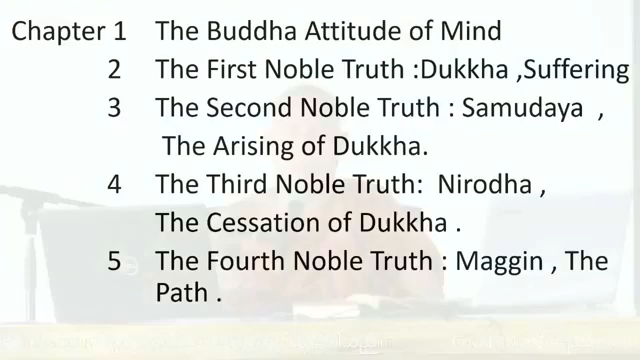 Chapter 1 The Buddha Attitude of Mind
2 The First Noble Truth :Dukkha ,Suffering
3 The Second Noble Truth : Samudaya ,
The Arising of Dukkha.
4 The Third Noble Truth: Nirodha ,
The Cessation of Dukkha .
5 The Fourth Noble Truth : Maggin , The
Path .